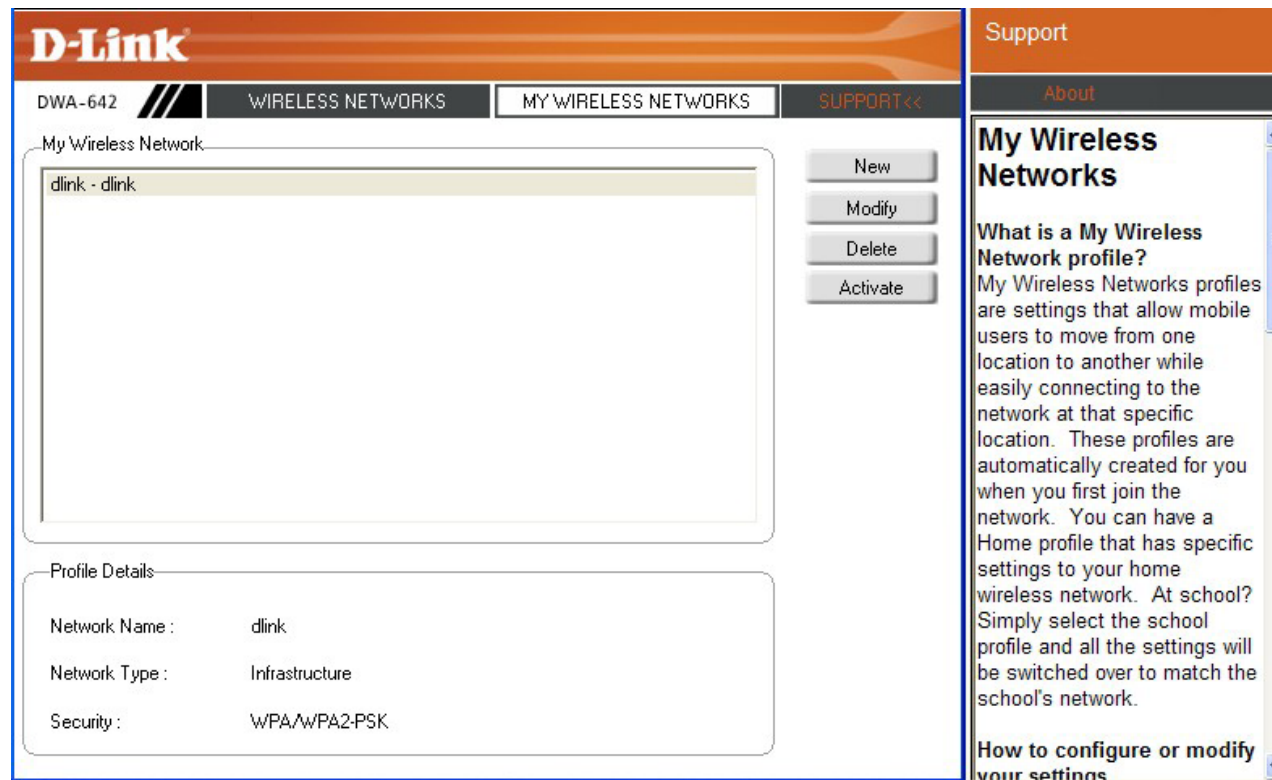 D-Link
DWA-642
WIRELESS NETWORKS
MY WIRELESS NETWORKS
SUPPORT<<
My Wireless Network
dlink - dlink
New
Modify
Delete
Activate
Profile Details
Network Name : dlink
Network Type : Infrastructure
Security : WPA/WPA2-PSK
Support
About
My Wireless
Networks
What is a My Wireless
Network profile?
My Wireless Networks profiles
are settings that allow mobile
users to move from one
location to another while
easily connecting to the
network at that specific
location. These profiles are
automatically created for you
when you first join the
network. You can have a
Home profile that has specific
settings to your home
wireless network. At school?
Simply select the school
profile and all the settings will
be switched over to match the
school's network.
How to configure or modify
your settings